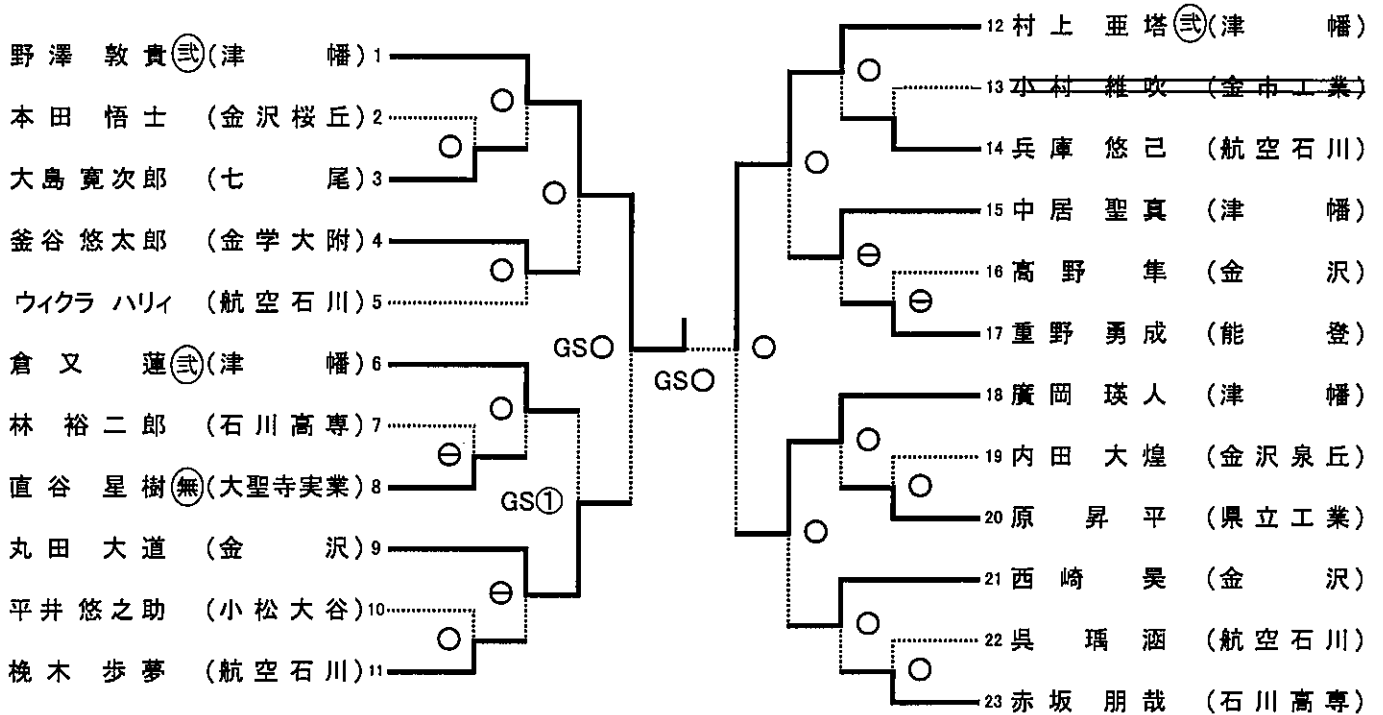 野澤 敦貴 弐 (津幡) 1
本田 悟士 (金沢桜丘) 2
大島 寛次郎 (七尾) 3
釜谷 悠太郎 (金学大附) 4
ウィクラ ハリィ (航空石川) 5
倉又 蓮 弐 (津幡) 6
林 裕二郎 (石川高専) 7
直谷 星樹 無 (大聖寺実業) 8
丸田 大道 (金沢) 9
平井 悠之助 (小松大谷) 10
梚木 歩夢 (航空石川) 11
GS○
GS①
GS○
12 村上 亜塔 弐 (津幡)
13 小村 維吹 (金市工業)
14 兵庫 悠己 (航空石川)
15 中居 聖真 (津幡)
16 高野 隼 (金沢)
17 重野 勇成 (能登)
18 廣岡 瑛人 (津幡)
19 内田 大煌 (金沢泉丘)
20 原 昇平 (県立工業)
21 西崎 昊 (金沢)
22 呉 瑀涵 (航空石川)
23 赤坂 朋哉 (石川高専)